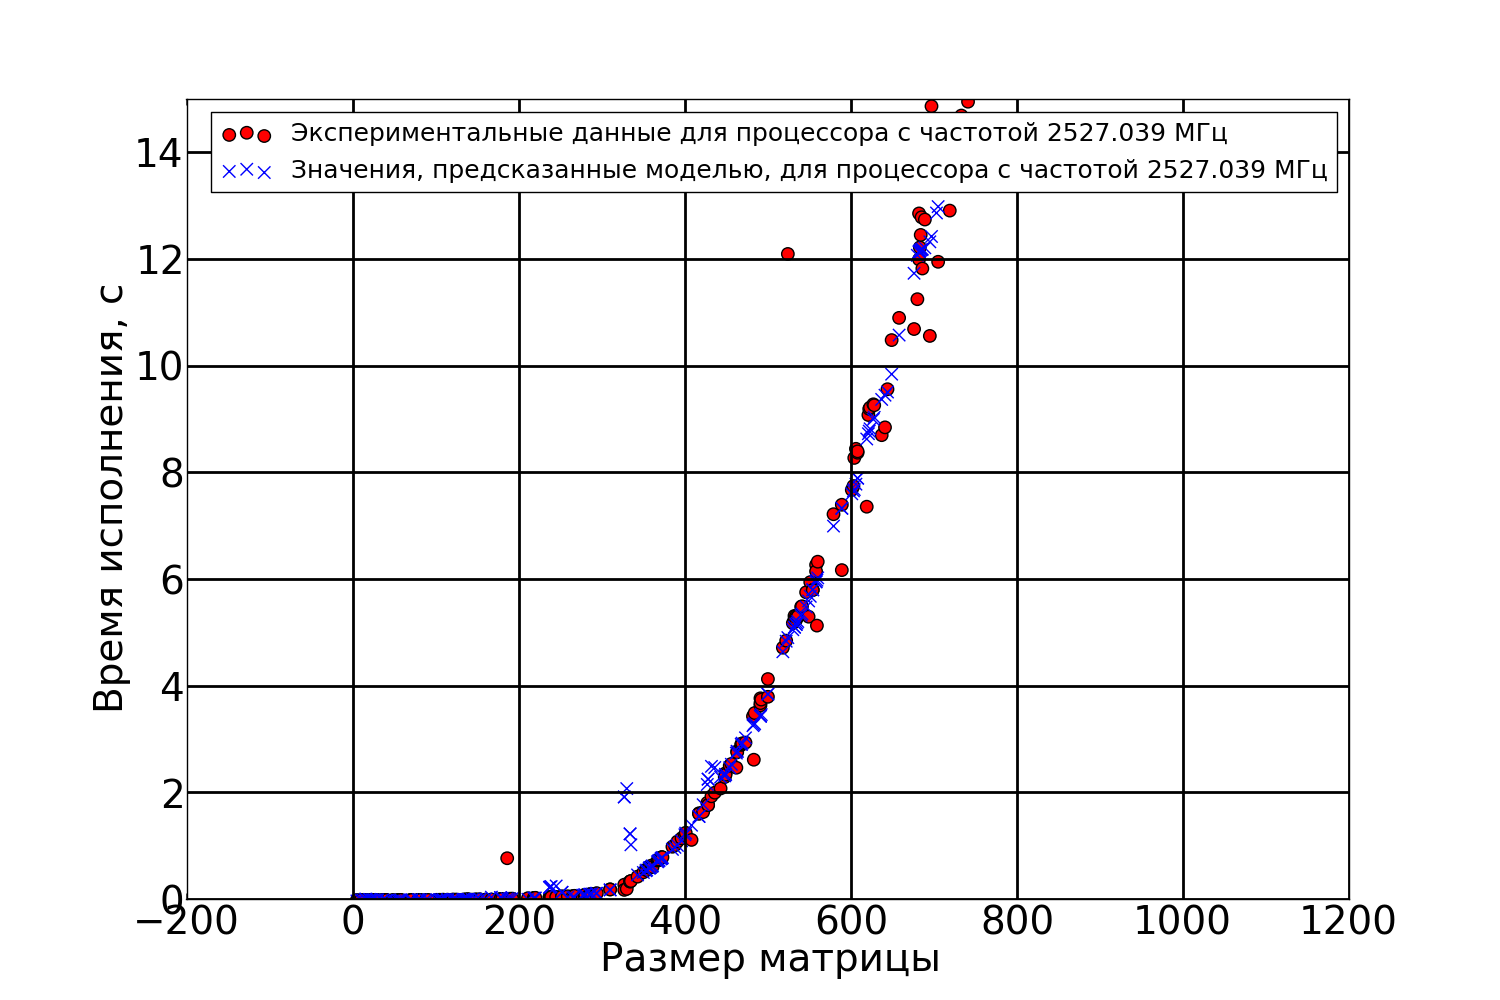 Экспериментальные данные для процессора с частотой 2527.039 МГц
Значения, предсказанные моделью, для процессора с частотой 2527.039 МГц
Время исполнения, с
14
12
10
8
6
4
2
0
−200 0 200 400 600 800 1000 1200
Размер матрицы